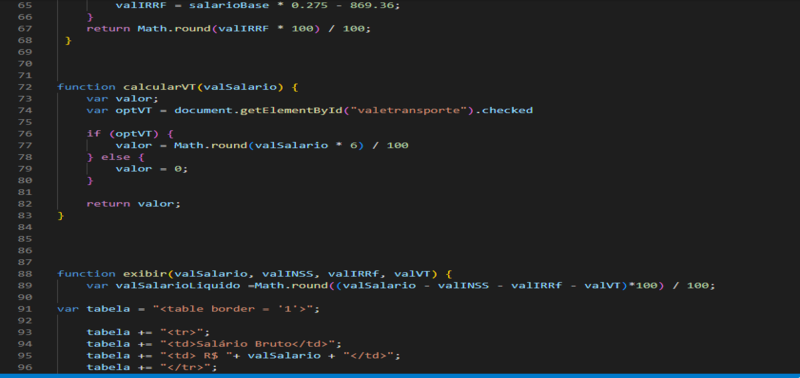 65 valIRRF = salarioBase * 0.275 - 869.36;
66 }
67 return Math.round(valIRRF * 100) / 100;
68 }
69
70
71
72 function calcularVT(valSalario) {
73 var valor;
74 var optVT = document.getElementById("valetransporte").checked
75
76 if (optVT) {
77 valor = Math.round(valSalario * 6) / 100
78 } else {
79 valor = 0;
80 }
81
82 return valor;
83 }
84
85
86
87
88 function exibir(valSalario, valINSS, valIRRf, valVT) {
89 var valSalarioLiquido =Math.round((valSalario - valINSS - valIRRf - valVT)*100) / 100;
90
91 var tabela = "<table border = '1'>";
92
93 tabela += "<tr>";
94 tabela += "<td>Salário Bruto</td>";
95 tabela += "<td> R$ "+ valSalario + "</td>";
96 tabela += "</tr>";